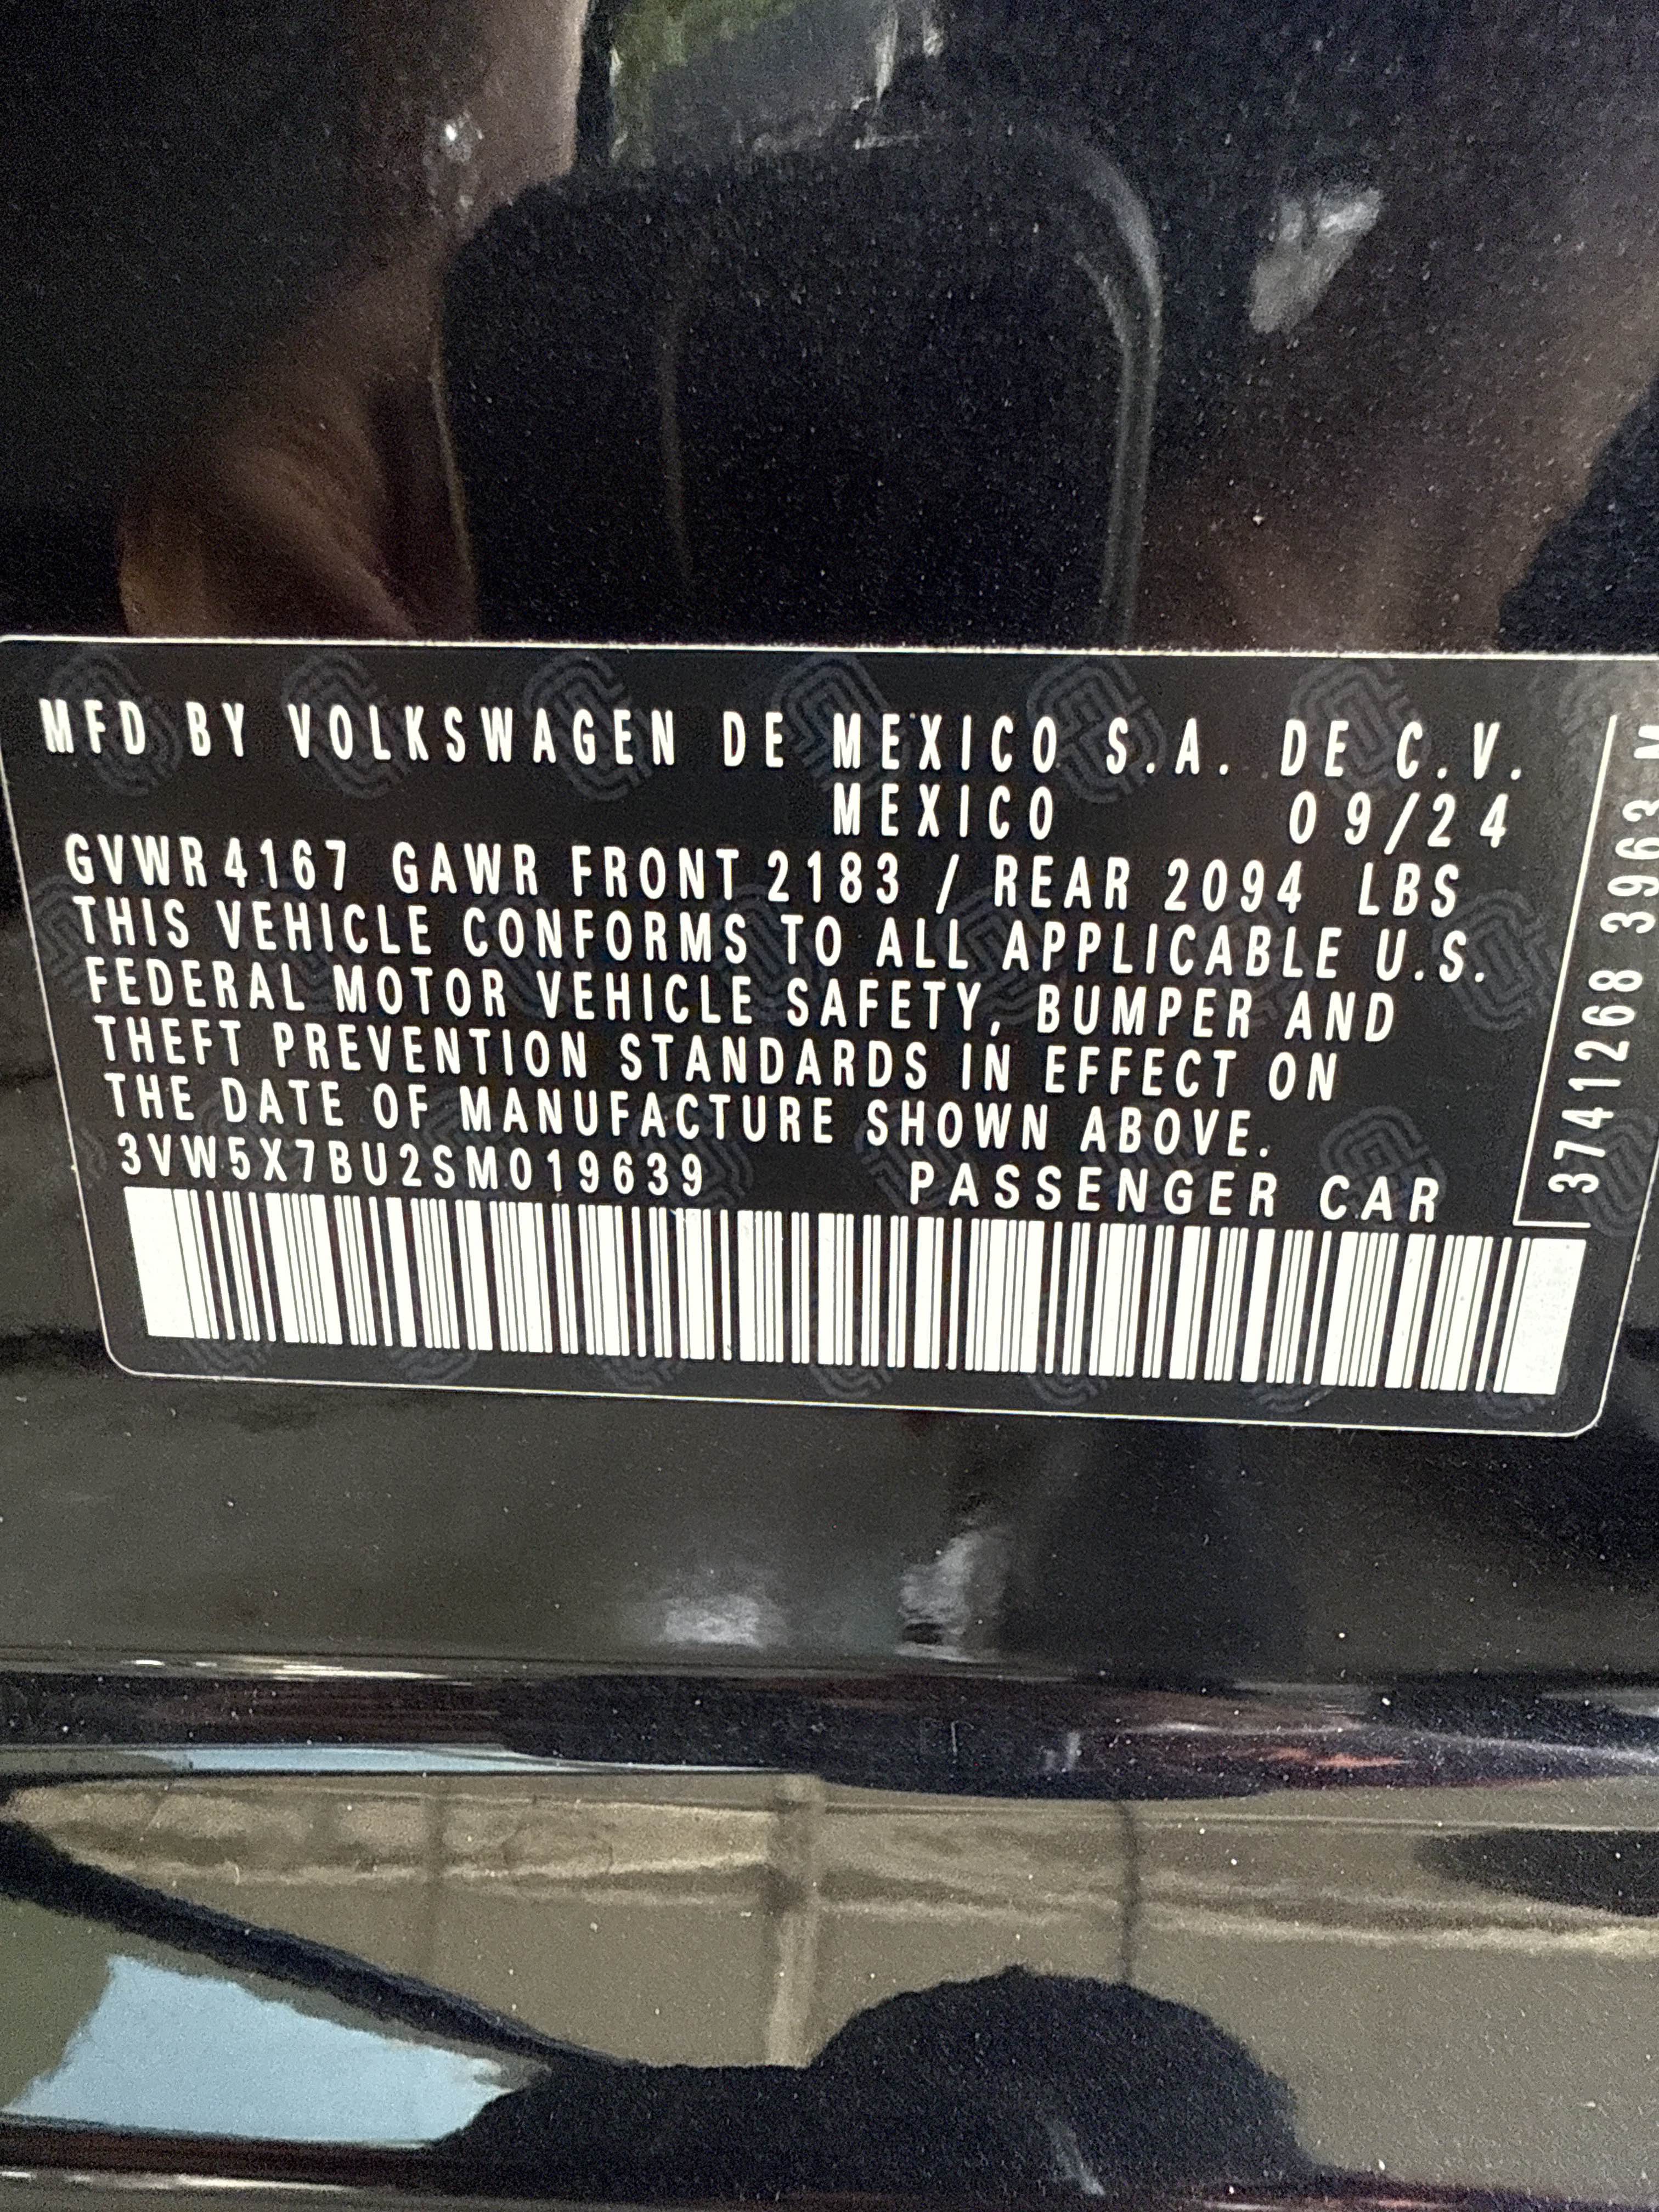 MFD BY VOLKSWAGEN DE MEXICO S.A. DE C.V.
MEXICO 09/24
GVWR 4167 GAWR FRONT 2183 / REAR 2094 LBS
THIS VEHICLE CONFORMS TO ALL APPLICABLE U.S.
FEDERAL MOTOR VEHICLE SAFETY, BUMPER AND
THEFT PREVENTION STANDARDS IN EFFECT ON
THE DATE OF MANUFACTURE SHOWN ABOVE.
3VW5X7BU2SM019639 PASSENGER CAR
3741268 3963